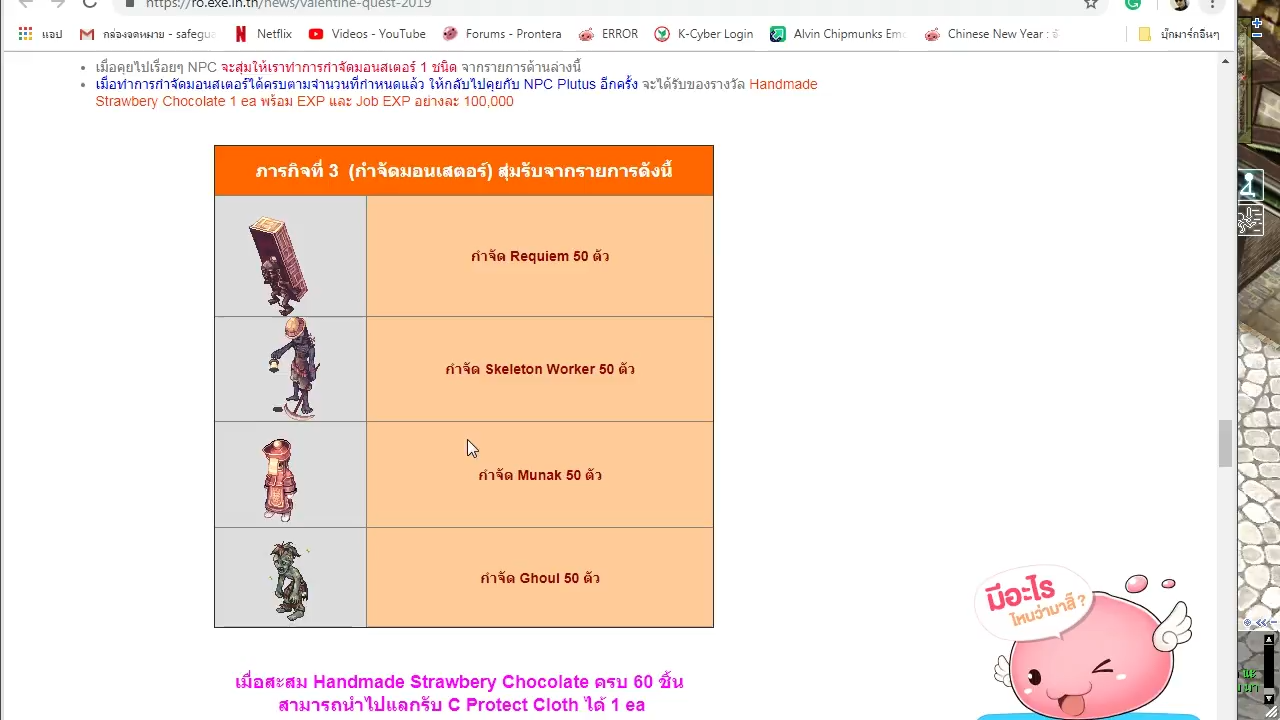 https://ro.exe.in.th/news/valentine-quest-2019
แอป
กล่องจดหมาย - safegua
Netflix
Videos - YouTube
Forums - Pronter
ERROR
K-Cyber Login
Alvin Chipmunks Emo
Chinese New Year : อั
บุ๊กมาร์กอื่นๆ
เมื่อคุยไปเรื่อยๆ NPC จะสุ่มให้เราทำการกำจัดมอนสเตอร์ 1 ชนิด จากรายการด้านล่างนี้
เมื่อทำการกำจัดมอนสเตอร์ได้ครบตามจำนวนที่กำหนดแล้ว ให้กลับไปคุยกับ NPC Plutus อีกครั้ง จะได้รับของรางวัล Handmade
Strawbery Chocolate 1 ea พร้อม EXP และ Job EXP อย่างละ 100,000
ภารกิจที่ 3 (กำจัดมอนเสตอร์) สุ่มรับจากรายการดังนี้
กำจัด Requiem 50 ตัว
กำจัด Skeleton Worker 50 ตัว
กำจัด Munak 50 ตัว
กำจัด Ghoul 50 ตัว
เมื่อสะสม Handmade Strawbery Chocolate ครบ 60 ชิ้น
สามารถนำไปแลกรับ C Protect Cloth ได้ 1 ea
มีอะไร
ไหนว่ามาสิ๊ ?